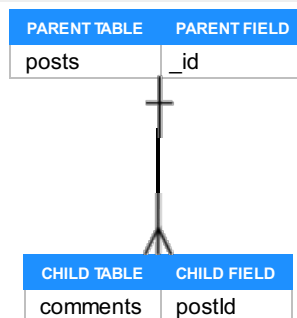 PARENT TABLE PARENT FIELD
posts _id
CHILD TABLE CHILD FIELD
comments postId